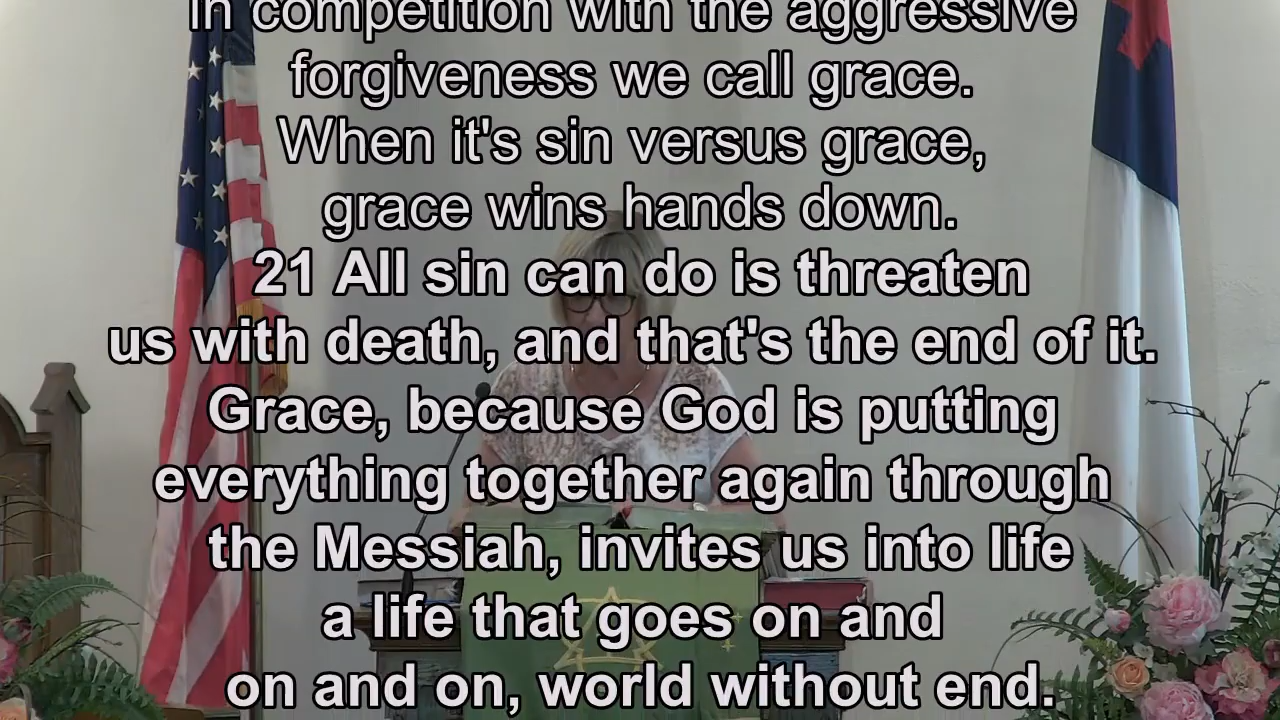 in competition with the aggressive
forgiveness we call grace.
When it's sin versus grace,
grace wins hands down.
21 All sin can do is threaten
us with death, and that's the end of it.
Grace, because God is putting
everything together again through
the Messiah, invites us into life
a life that goes on and
on and on, world without end.